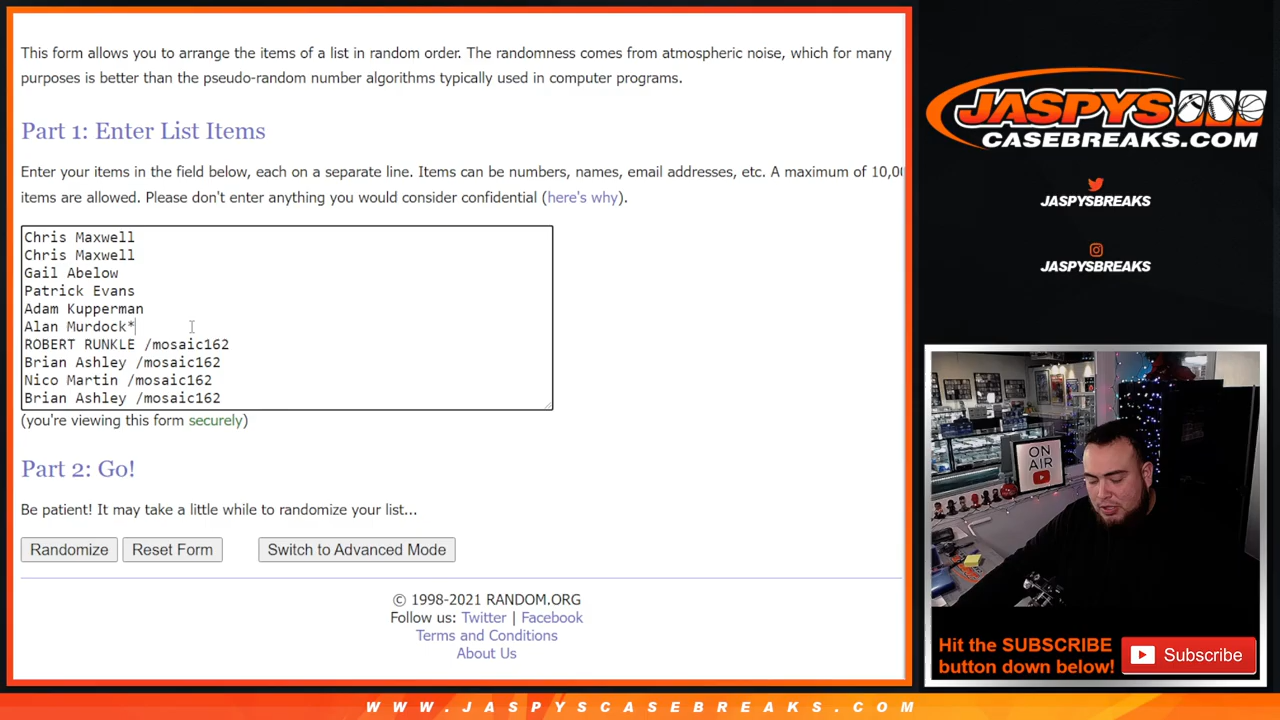 This form allows you to arrange the items of a list in random order. The randomness comes from atmospheric noise, which for many
purposes is better than the pseudo-random number algorithms typically used in computer programs.
Part 1: Enter List Items
Enter your items in the field below, each on a separate line. Items can be numbers, names, email addresses, etc. A maximum of 10,00
items are allowed. Please don't enter anything you would consider confidential (here's why).
Chris Maxwell
Chris Maxwell
Gail Abelow
Patrick Evans
Adam Kupperman
Alan Murdock*
ROBERT RUNKLE /mosaic162
Brian Ashley /mosaic162
Nico Martin /mosaic162
Brian Ashley /mosaic162
(you're viewing this form securely)
Part 2: Go!
Be patient! It may take a little while to randomize your list...
Randomize Reset Form Switch to Advanced Mode
© 1998-2021 RANDOM.ORG
Follow us: Twitter | Facebook
Terms and Conditions
About Us
JASPYS
CASEBREAKS.COM
JASPYSBREAKS
JASPYSBREAKS
ON
AIR
Hit the SUBSCRIBE
button down below!
Subscribe
WWW.JASPYSCASEBREAKS.COM